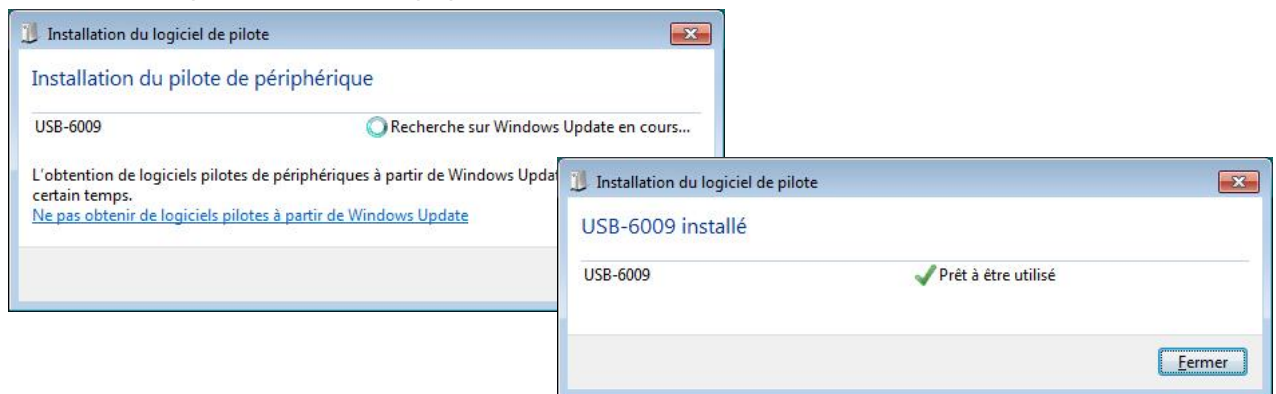 Installation du logiciel de pilote
Installation du pilote de périphérique
USB-6009 Recherche sur Windows Update en cours...
L'obtention de logiciels pilotes de périphériques à partir de Windows Updat
certain temps.
Ne pas obtenir de logiciels pilotes à partir de Windows Update
Installation du logiciel de pilote
USB-6009 installé
USB-6009 Prêt à être utilisé
Fermer